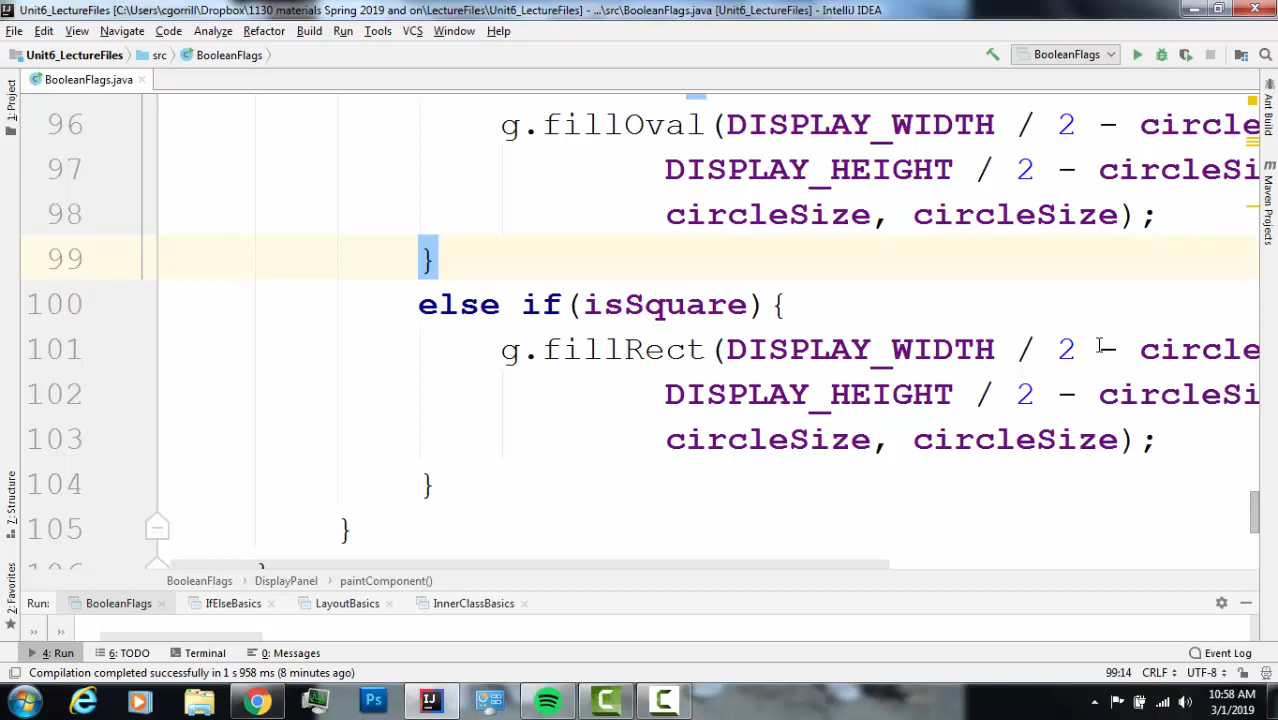 Unit6_LectureFiles [C:\Users\cgorrill\Dropbox\1130 materials Spring 2019 and on\LectureFiles\Unit6_LectureFiles] - ...\src\BooleanFlags.java [Unit6_LectureFiles] - IntelliJ IDEA
File Edit View Navigate Code Analyze Refactor Build Run Tools VCS Window Help
Unit6_LectureFiles src BooleanFlags BooleanFlags
BooleanFlags.java
1: Project
Ant Build
Maven Projects
7: Structure
2: Favorites
96 g.fillOval(DISPLAY_WIDTH / 2 - circle
97 DISPLAY_HEIGHT / 2 - circleSi
98 circleSize, circleSize);
99 }
100 else if(isSquare){
101 g.fillRect(DISPLAY_WIDTH / 2 - circle
102 DISPLAY_HEIGHT / 2 - circleSi
103 circleSize, circleSize);
104 }
105 }
106 }
BooleanFlags DisplayPanel paintComponent()
Run: BooleanFlags IfElseBasics LayoutBasics InnerClassBasics
4: Run 6: TODO Terminal 0: Messages Event Log
Compilation completed successfully in 1 s 958 ms (8 minutes ago) 99:14 CRLF UTF-8
10:58 AM
3/1/2019